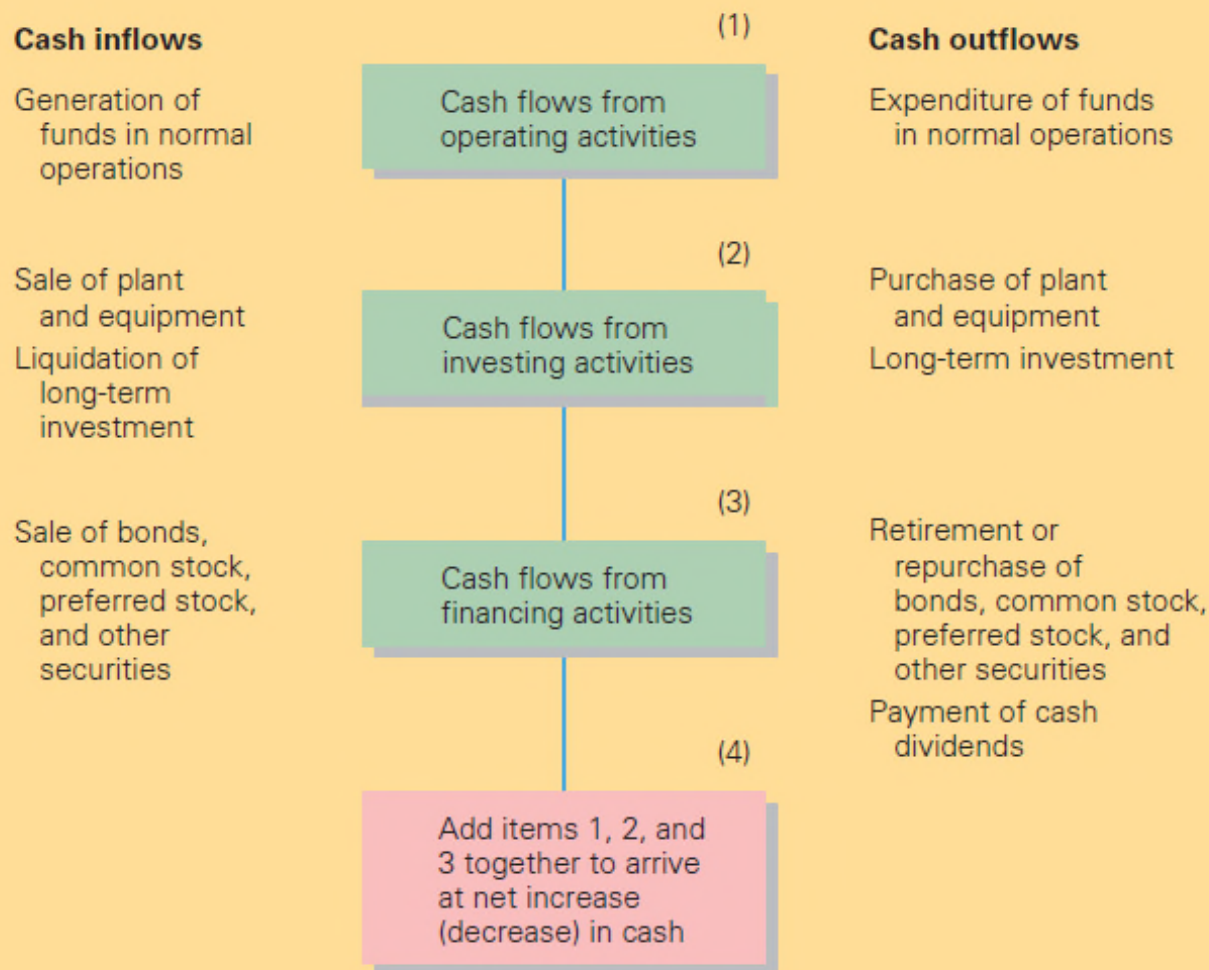 Cash inflows
Generation of
funds in normal
operations
Sale of plant
and equipment
Liquidation of
long-term
investment
Sale of bonds,
common stock,
preferred stock,
and other
securities
(1)
Cash flows from
operating activities
(2)
Cash flows from
investing activities
(3)
Cash flows from
financing activities
(4)
Add items 1, 2, and
3 together to arrive
at net increase
(decrease) in cash
Cash outflows
Expenditure of funds
in normal operations
Purchase of plant
and equipment
Long-term investment
Retirement or
repurchase of
bonds, common stock,
preferred stock, and
other securities
Payment of cash
dividends